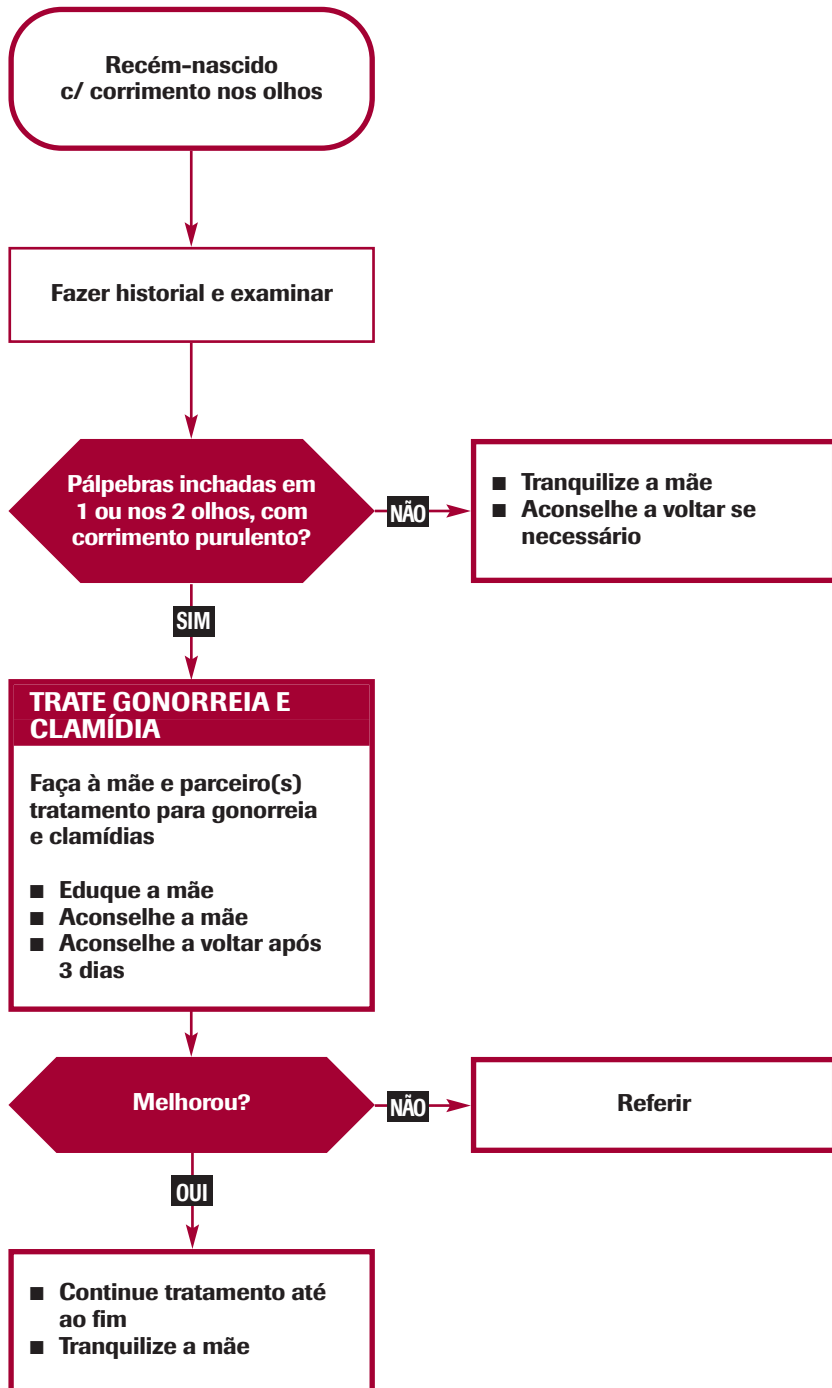 Recém-nascido
c/ corrimento nos olhos
Fazer historial e examinar
Pálpebras inchadas em
1 ou nos 2 olhos, com
corrimento purulento?
NÃO
■ Tranquilize a mãe
■ Aconselhe a voltar se
necessário
SIM
TRATE GONORREIA E
CLAMÍDIA
Faça à mãe e parceiro(s)
tratamento para gonorreia
e clamídias
■ Eduque a mãe
■ Aconselhe a mãe
■ Aconselhe a voltar após
3 dias
Melhorou?
NÃO
Referir
OUI
■ Continue tratamento até
ao fim
■ Tranquilize a mãe